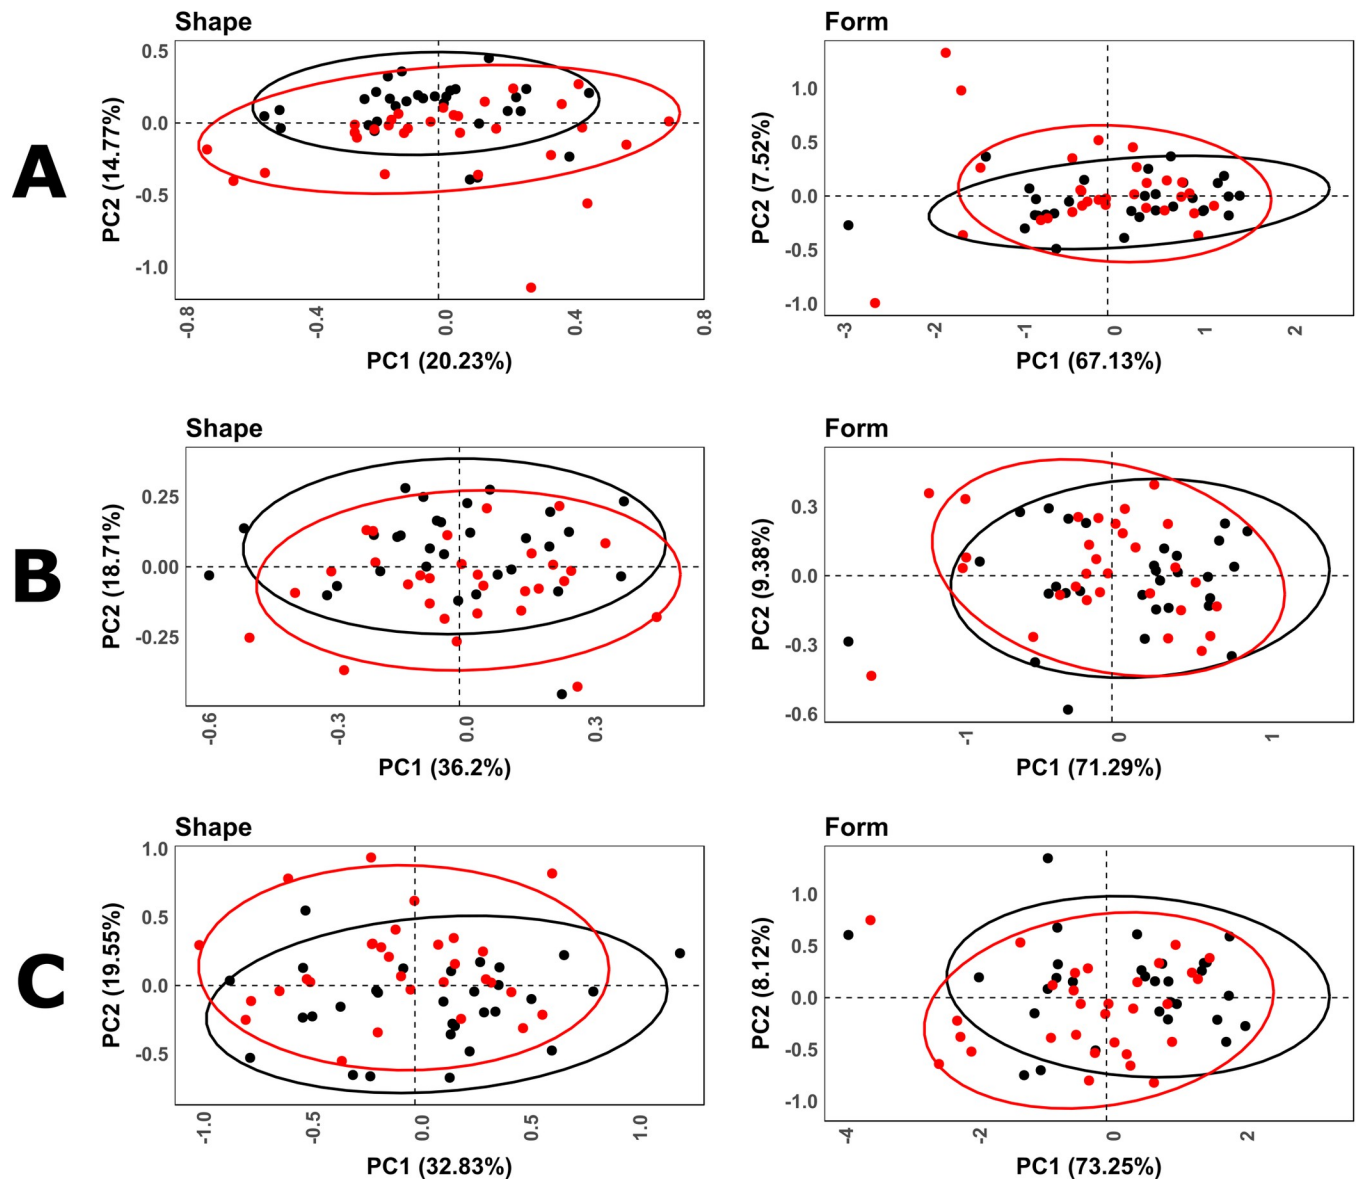 Shape
Form
A
PC2 (14.77%)
0.5
0.0
-0.5
-1.0
-0.8
-0.4
0.0
0.4
0.8
PC1 (20.23%)
PC2 (7.52%)
1.0
0.5
0.0
-0.5
-1.0
-3
-2
-1
0
1
2
PC1 (67.13%)
Shape
Form
B
PC2 (18.71%)
0.25
0.00
-0.25
-0.6
-0.3
0.0
0.3
PC1 (36.2%)
PC2 (9.38%)
0.3
0.0
-0.3
-0.6
-1
0
1
PC1 (71.29%)
Shape
Form
C
PC2 (19.55%)
1.0
0.5
0.0
-0.5
-1.0
-0.5
0.0
0.5
1.0
PC1 (32.83%)
PC2 (8.12%)
1.0
0.5
0.0
-0.5
-1.0
-4
-2
0
2
PC1 (73.25%)